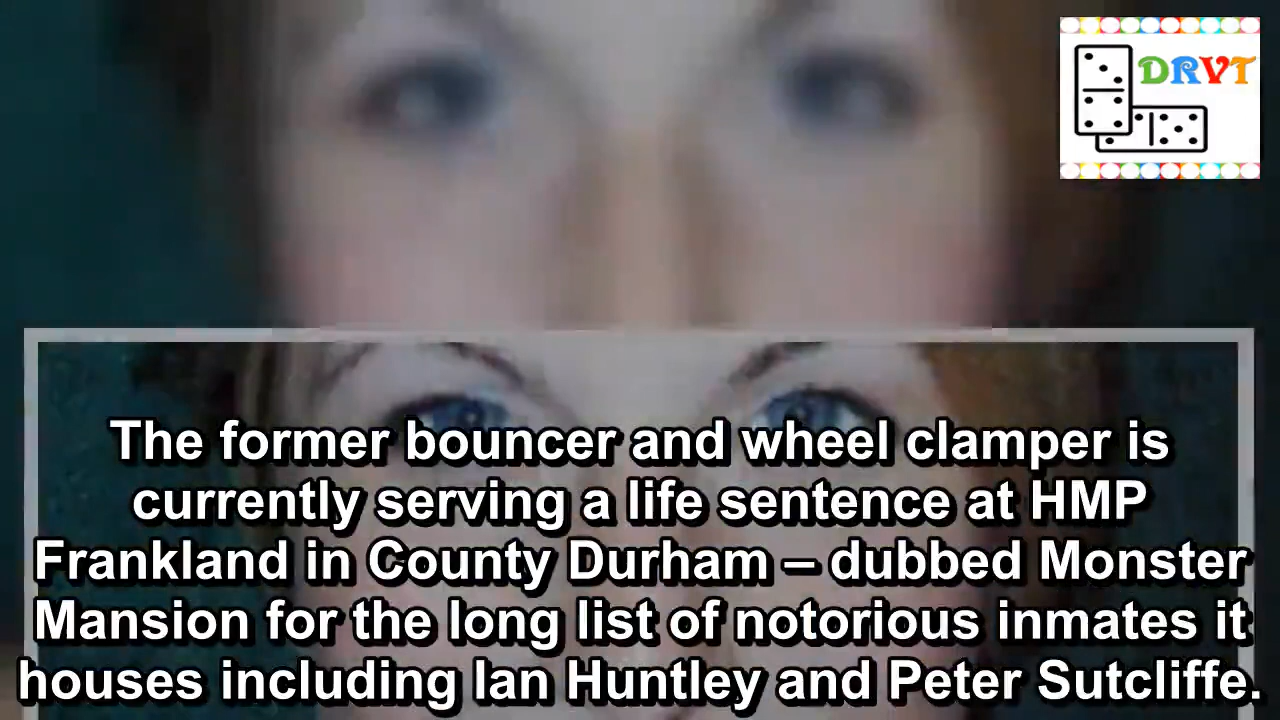 DRVT
The former bouncer and wheel clamper is
currently serving a life sentence at HMP
Frankland in County Durham – dubbed Monster
Mansion for the long list of notorious inmates it
houses including Ian Huntley and Peter Sutcliffe.